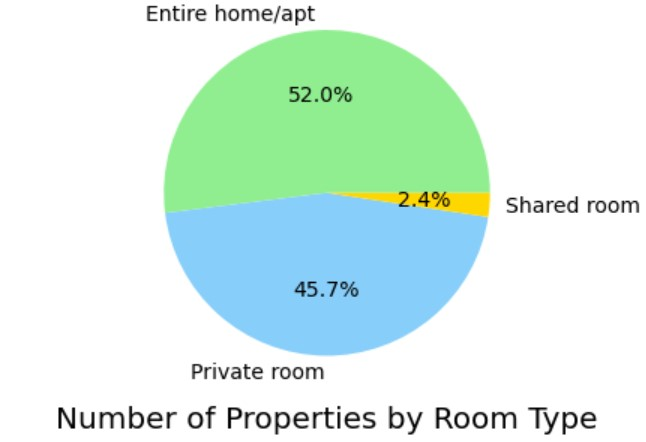 Entire home/apt
52.0%
2.4%
Shared room
45.7%
Private room
Number of Properties by Room Type